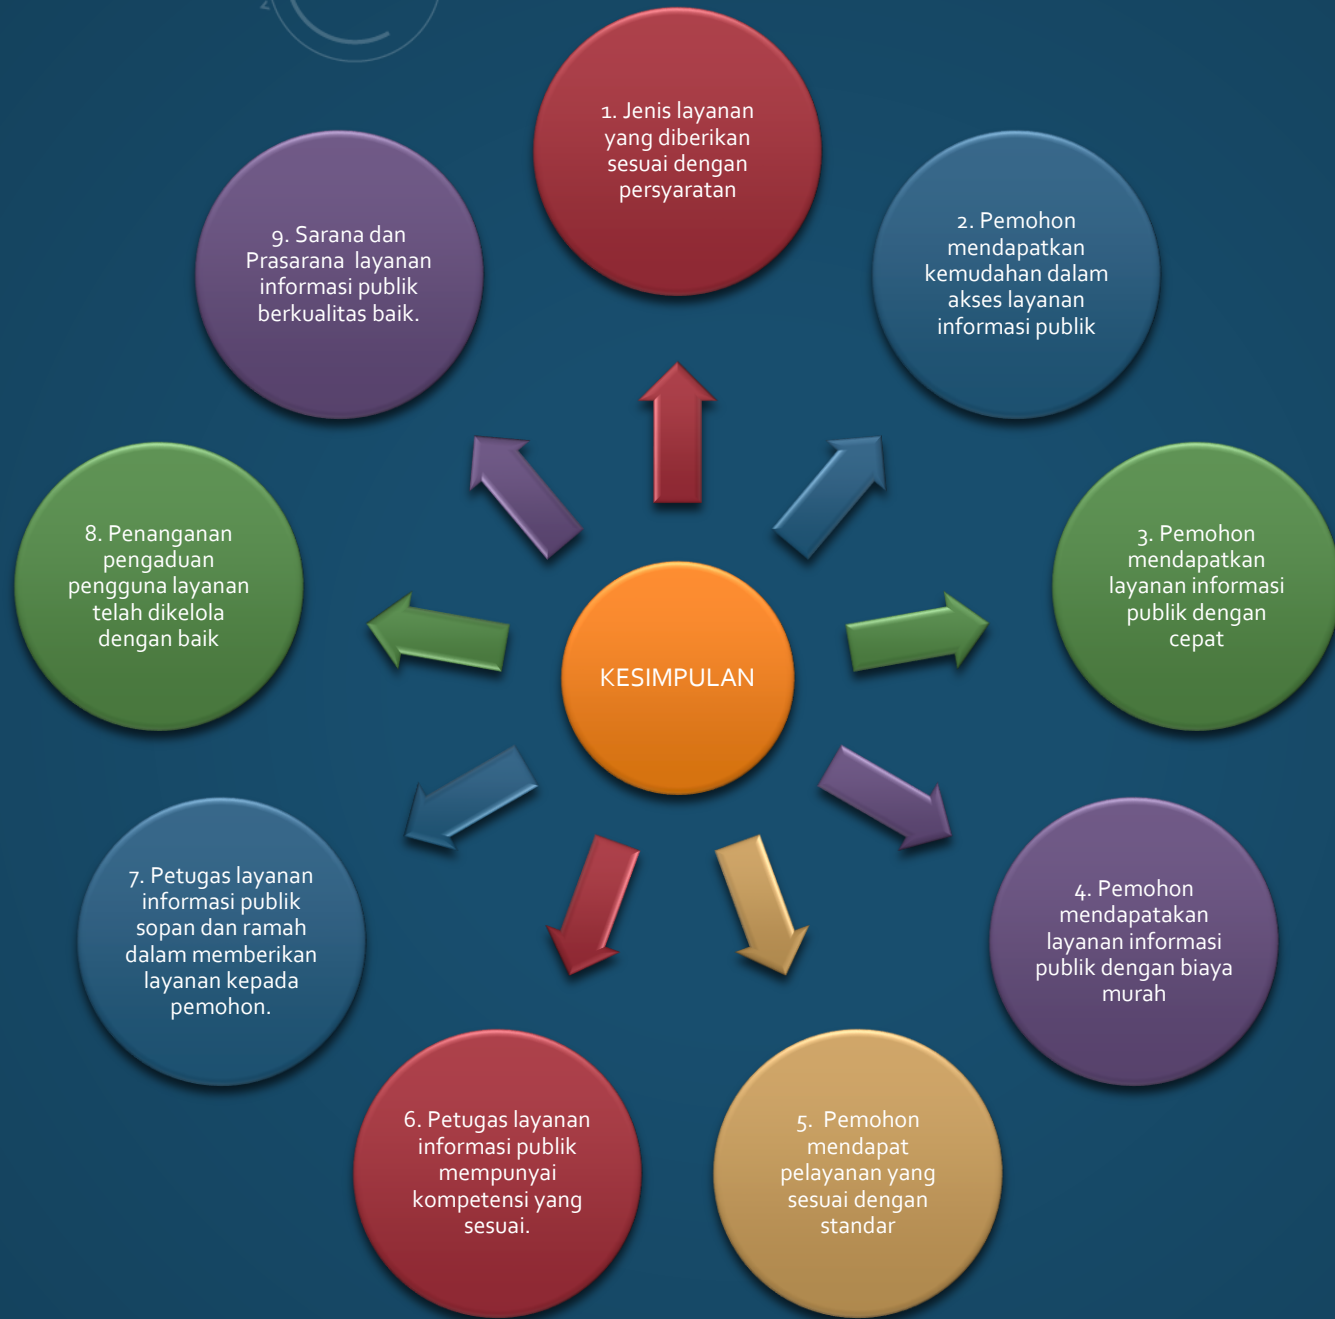 KESIMPULAN
1. Jenis layanan
yang diberikan
sesuai dengan
persyaratan
2. Pemohon
mendapatkan
kemudahan dalam
akses layanan
informasi publik
3. Pemohon
mendapatkan
layanan informasi
publik dengan
cepat
4. Pemohon
mendapatakan
layanan informasi
publik dengan biaya
murah
5. Pemohon
mendapat
pelayanan yang
sesuai dengan
standar
6. Petugas layanan
informasi publik
mempunyai
kompetensi yang
sesuai.
7. Petugas layanan
informasi publik
sopan dan ramah
dalam memberikan
layanan kepada
pemohon.
8. Penanganan
pengaduan
pengguna layanan
telah dikelola
dengan baik
9. Sarana dan
Prasarana layanan
informasi publik
berkualitas baik.